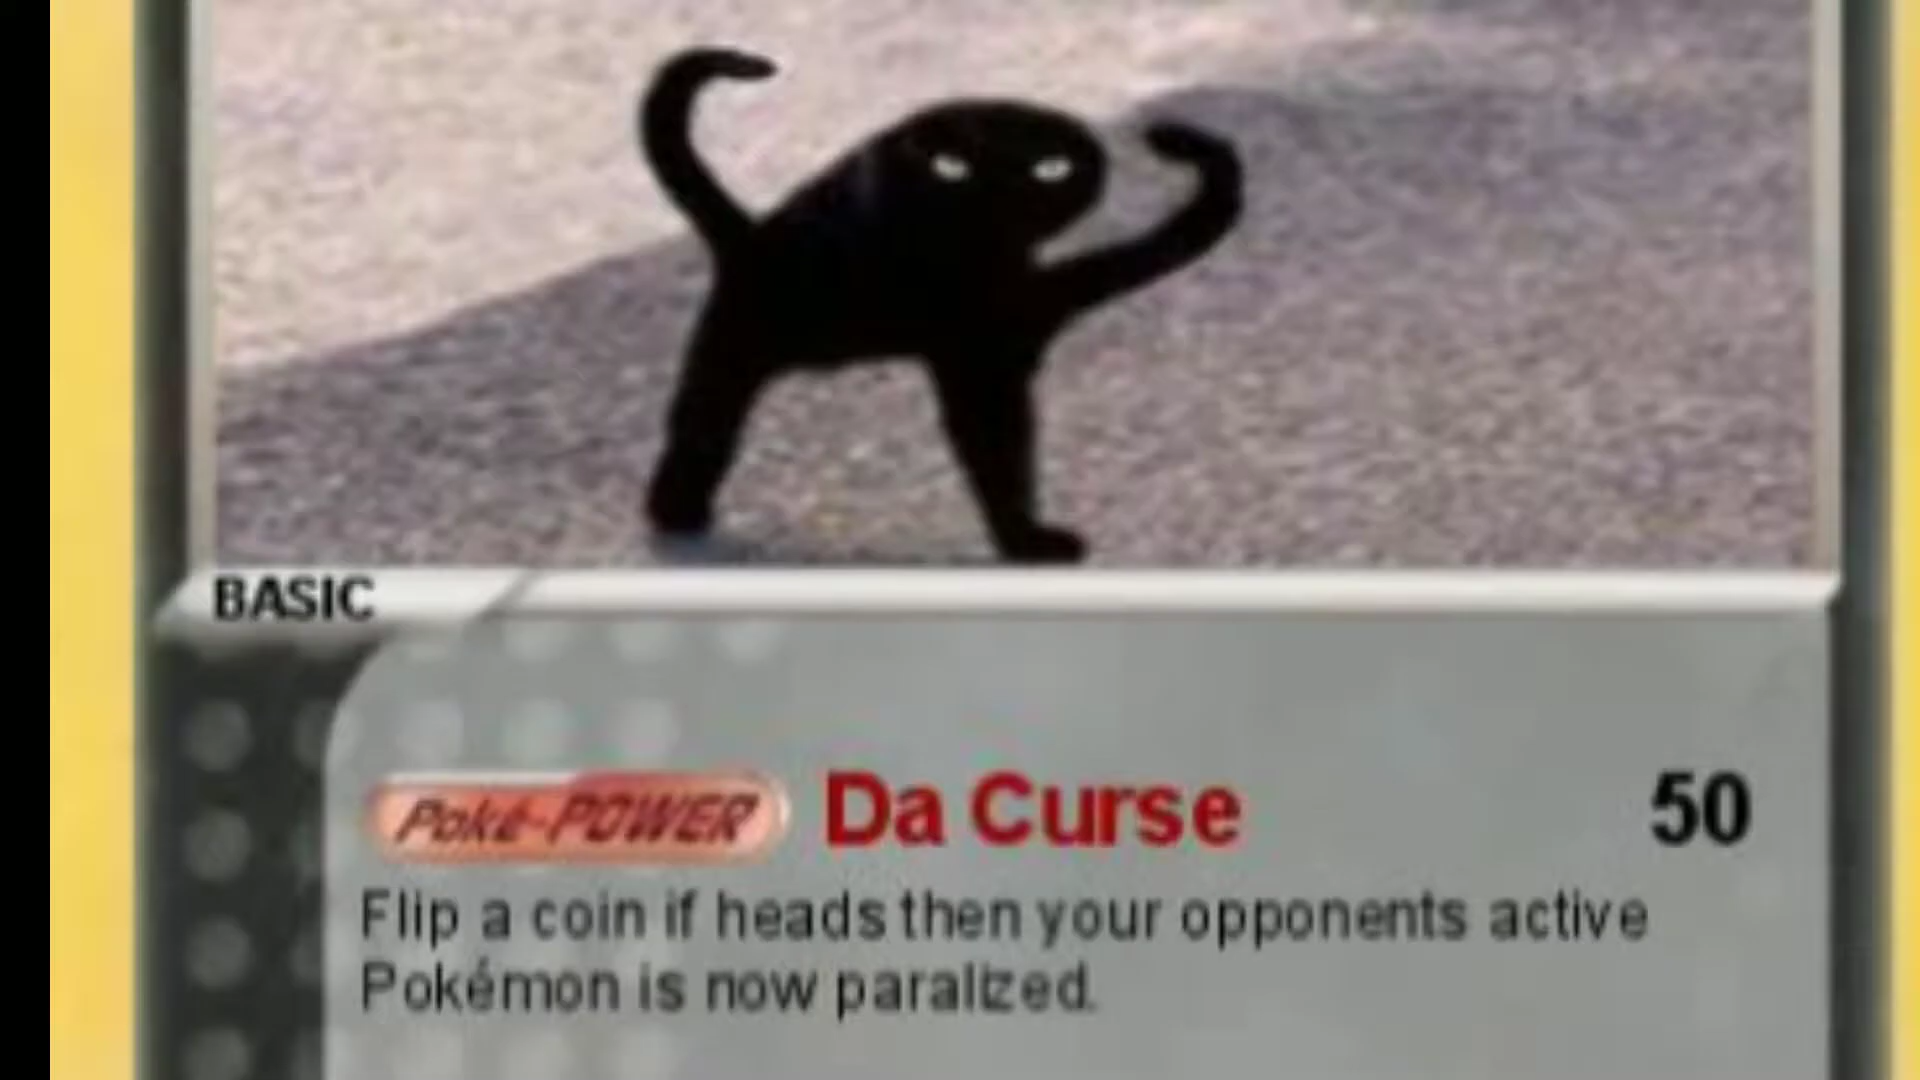 BASIC
Poké-POWER Da Curse 50
Flip a coin if heads then your opponents active
Pokémon is now paralized.